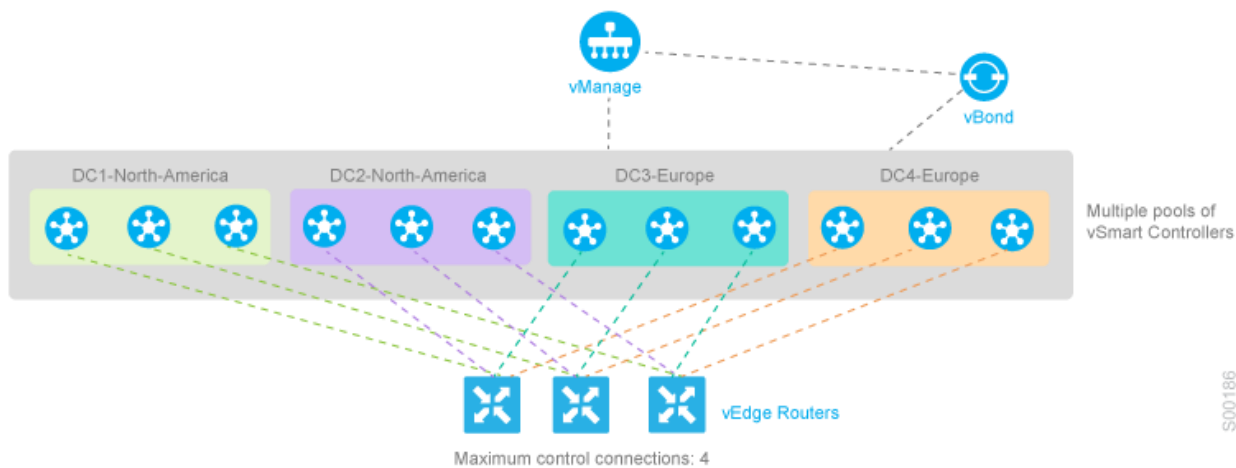 vManage
vBond
DC1-North-America
DC2-North-America
DC3-Europe
DC4-Europe
Multiple pools of
vSmart Controllers
vEdge Routers
Maximum control connections: 4
S00186